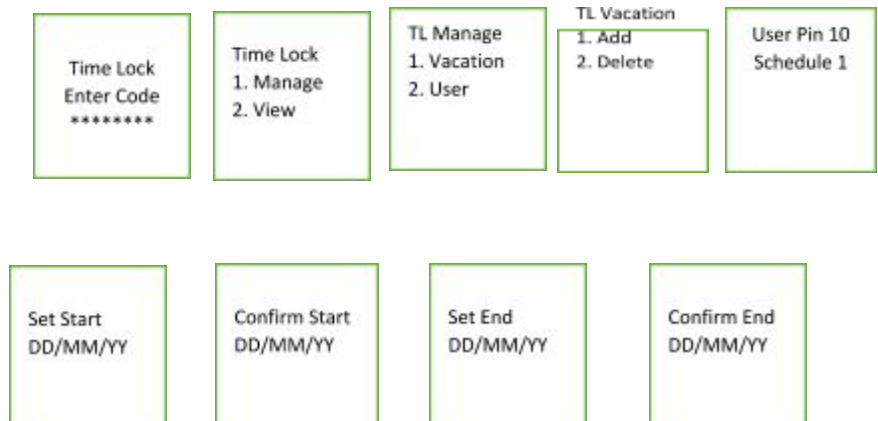 Time Lock
Enter Code
********
Time Lock
1. Manage
2. View
TL Manage
1. Vacation
2. User
TL Vacation
1. Add
2. Delete
User Pin 10
Schedule 1
Set Start
DD/MM/YY
Confirm Start
DD/MM/YY
Set End
DD/MM/YY
Confirm End
DD/MM/YY